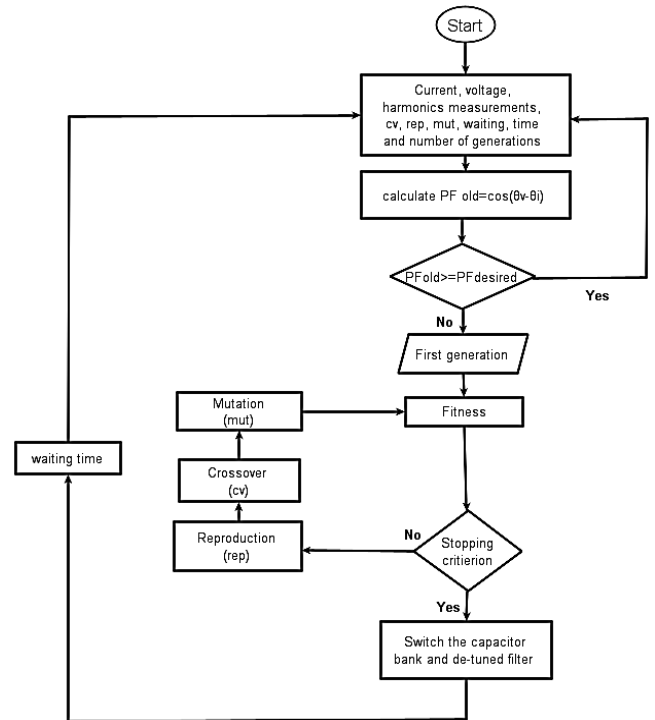 Start
Current, voltage,
harmonics measurements,
cv, rep, mut, waiting, time
and number of generations
calculate PF old=cos(θv-θi)
PFold>=PFdesired
Yes
No
First generation
Mutation
(mut)
Fitness
waiting time
Crossover
(cv)
Reproduction
(rep)
No
Stopping
critierion
Yes
Switch the capacitor
bank and de-tuned filter